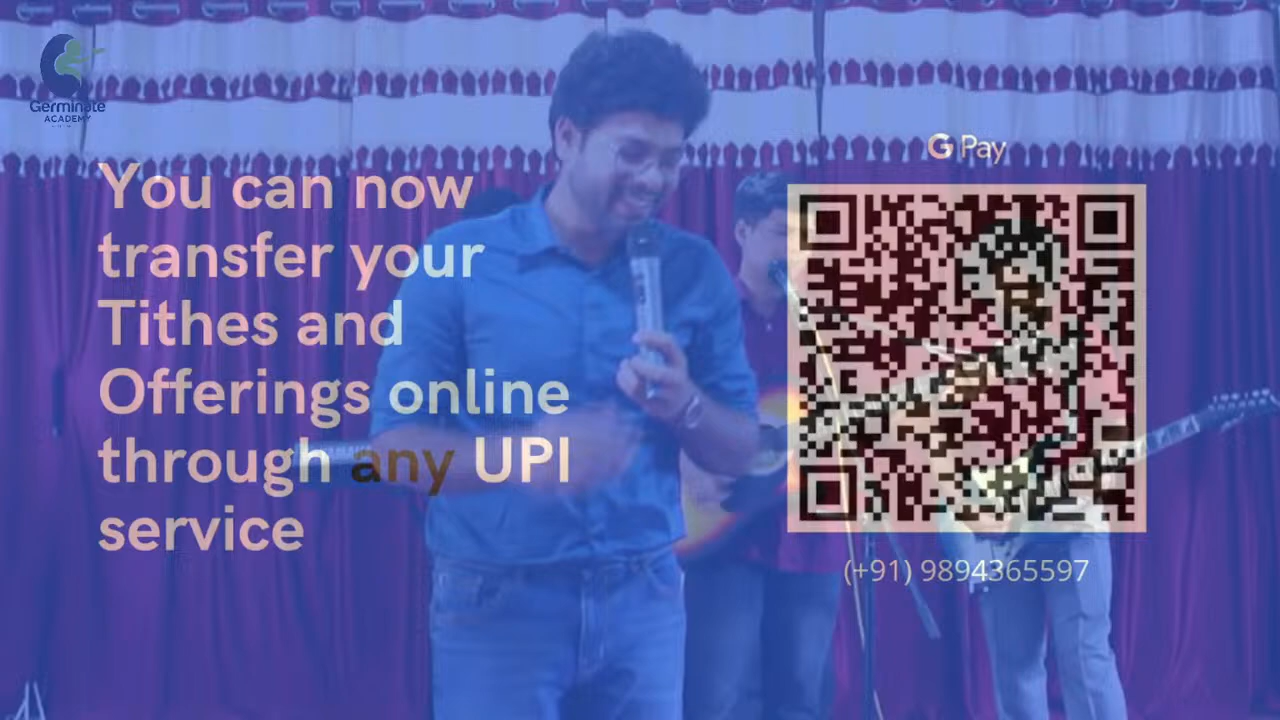 Germinate
ACADEMY
You can now
transfer your
Tithes and
Offerings online
through any UPI
service
G Pay
(+91) 9894365597